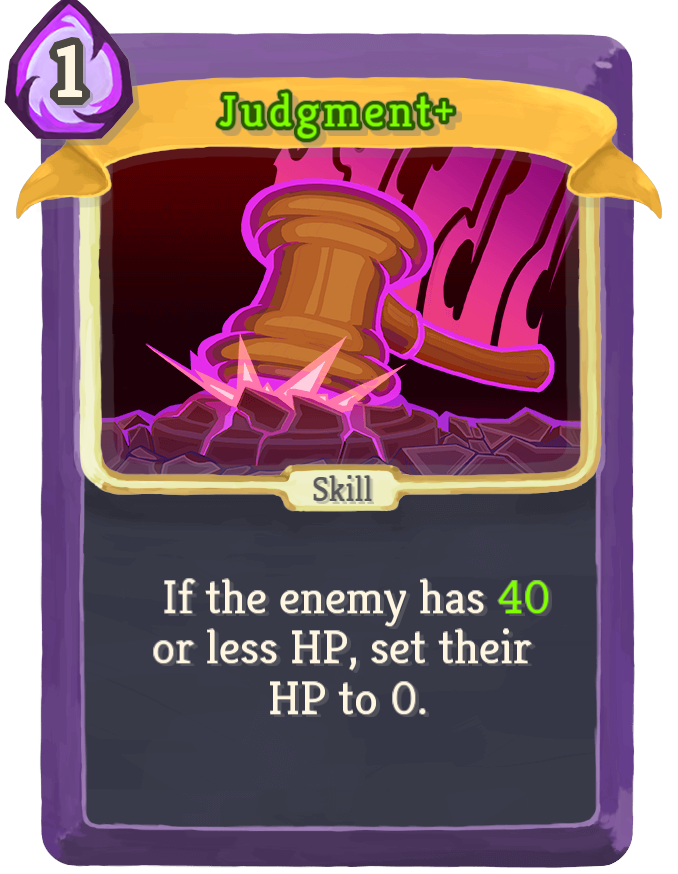 1
Judgment+
Skill
If the enemy has 40
or less HP, set their
HP to 0.